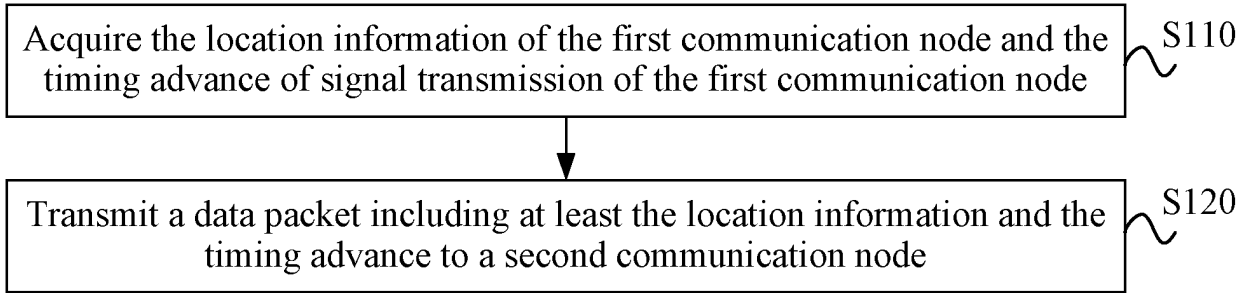 Acquire the location information of the first communication node and the
timing advance of signal transmission of the first communication node
S110
Transmit a data packet including at least the location information and the
timing advance to a second communication node
S120